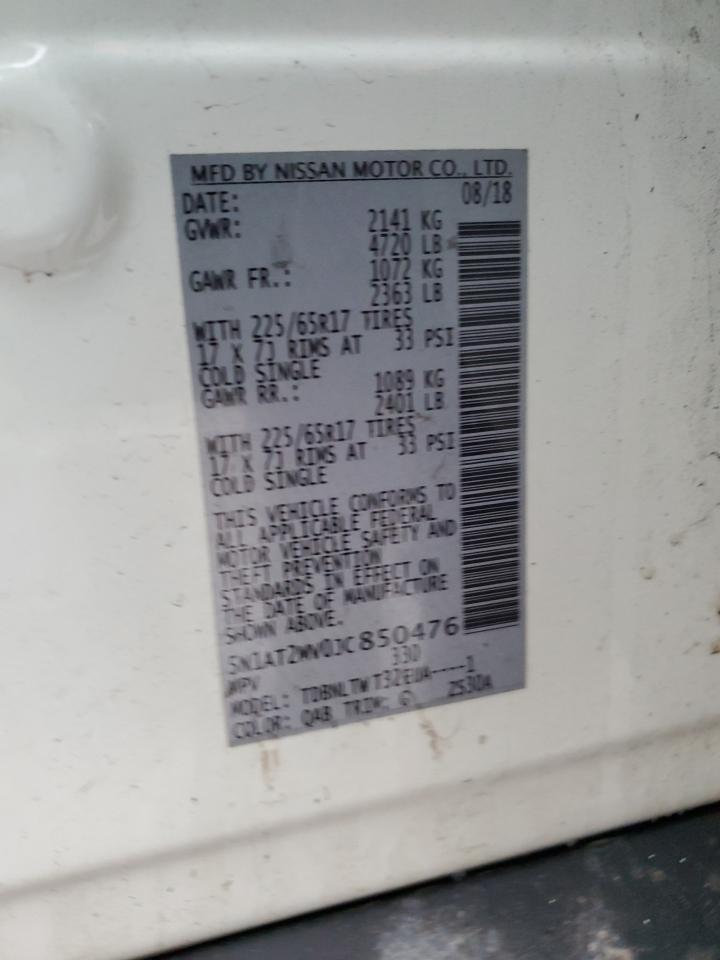 MFD BY NISSAN MOTOR CO., LTD.
DATE: 08/18
GVWR: 2141 KG
4720 LB
GAWR FR.: 1072 KG
2363 LB
WITH 225/65R17 TIRES
17 X 7J RIMS AT 33 PSI
COLD SINGLE
GAWR RR.: 1089 KG
2401 LB
WITH 225/65R17 TIRES
17 X 7J RIMS AT 33 PSI
COLD SINGLE
THIS VEHICLE CONFORMS TO
ALL APPLICABLE FEDERAL
MOTOR VEHICLE SAFETY AND
THEFT PREVENTION
STANDARDS IN EFFECT ON
THE DATE OF MANUFACTURE
SHOWN ABOVE.
5N1AT2MV0JC850476
MPV 330
MODEL: TDBNLTW T32EUA----1
COLOR: QAB TRIM: G ZS30A